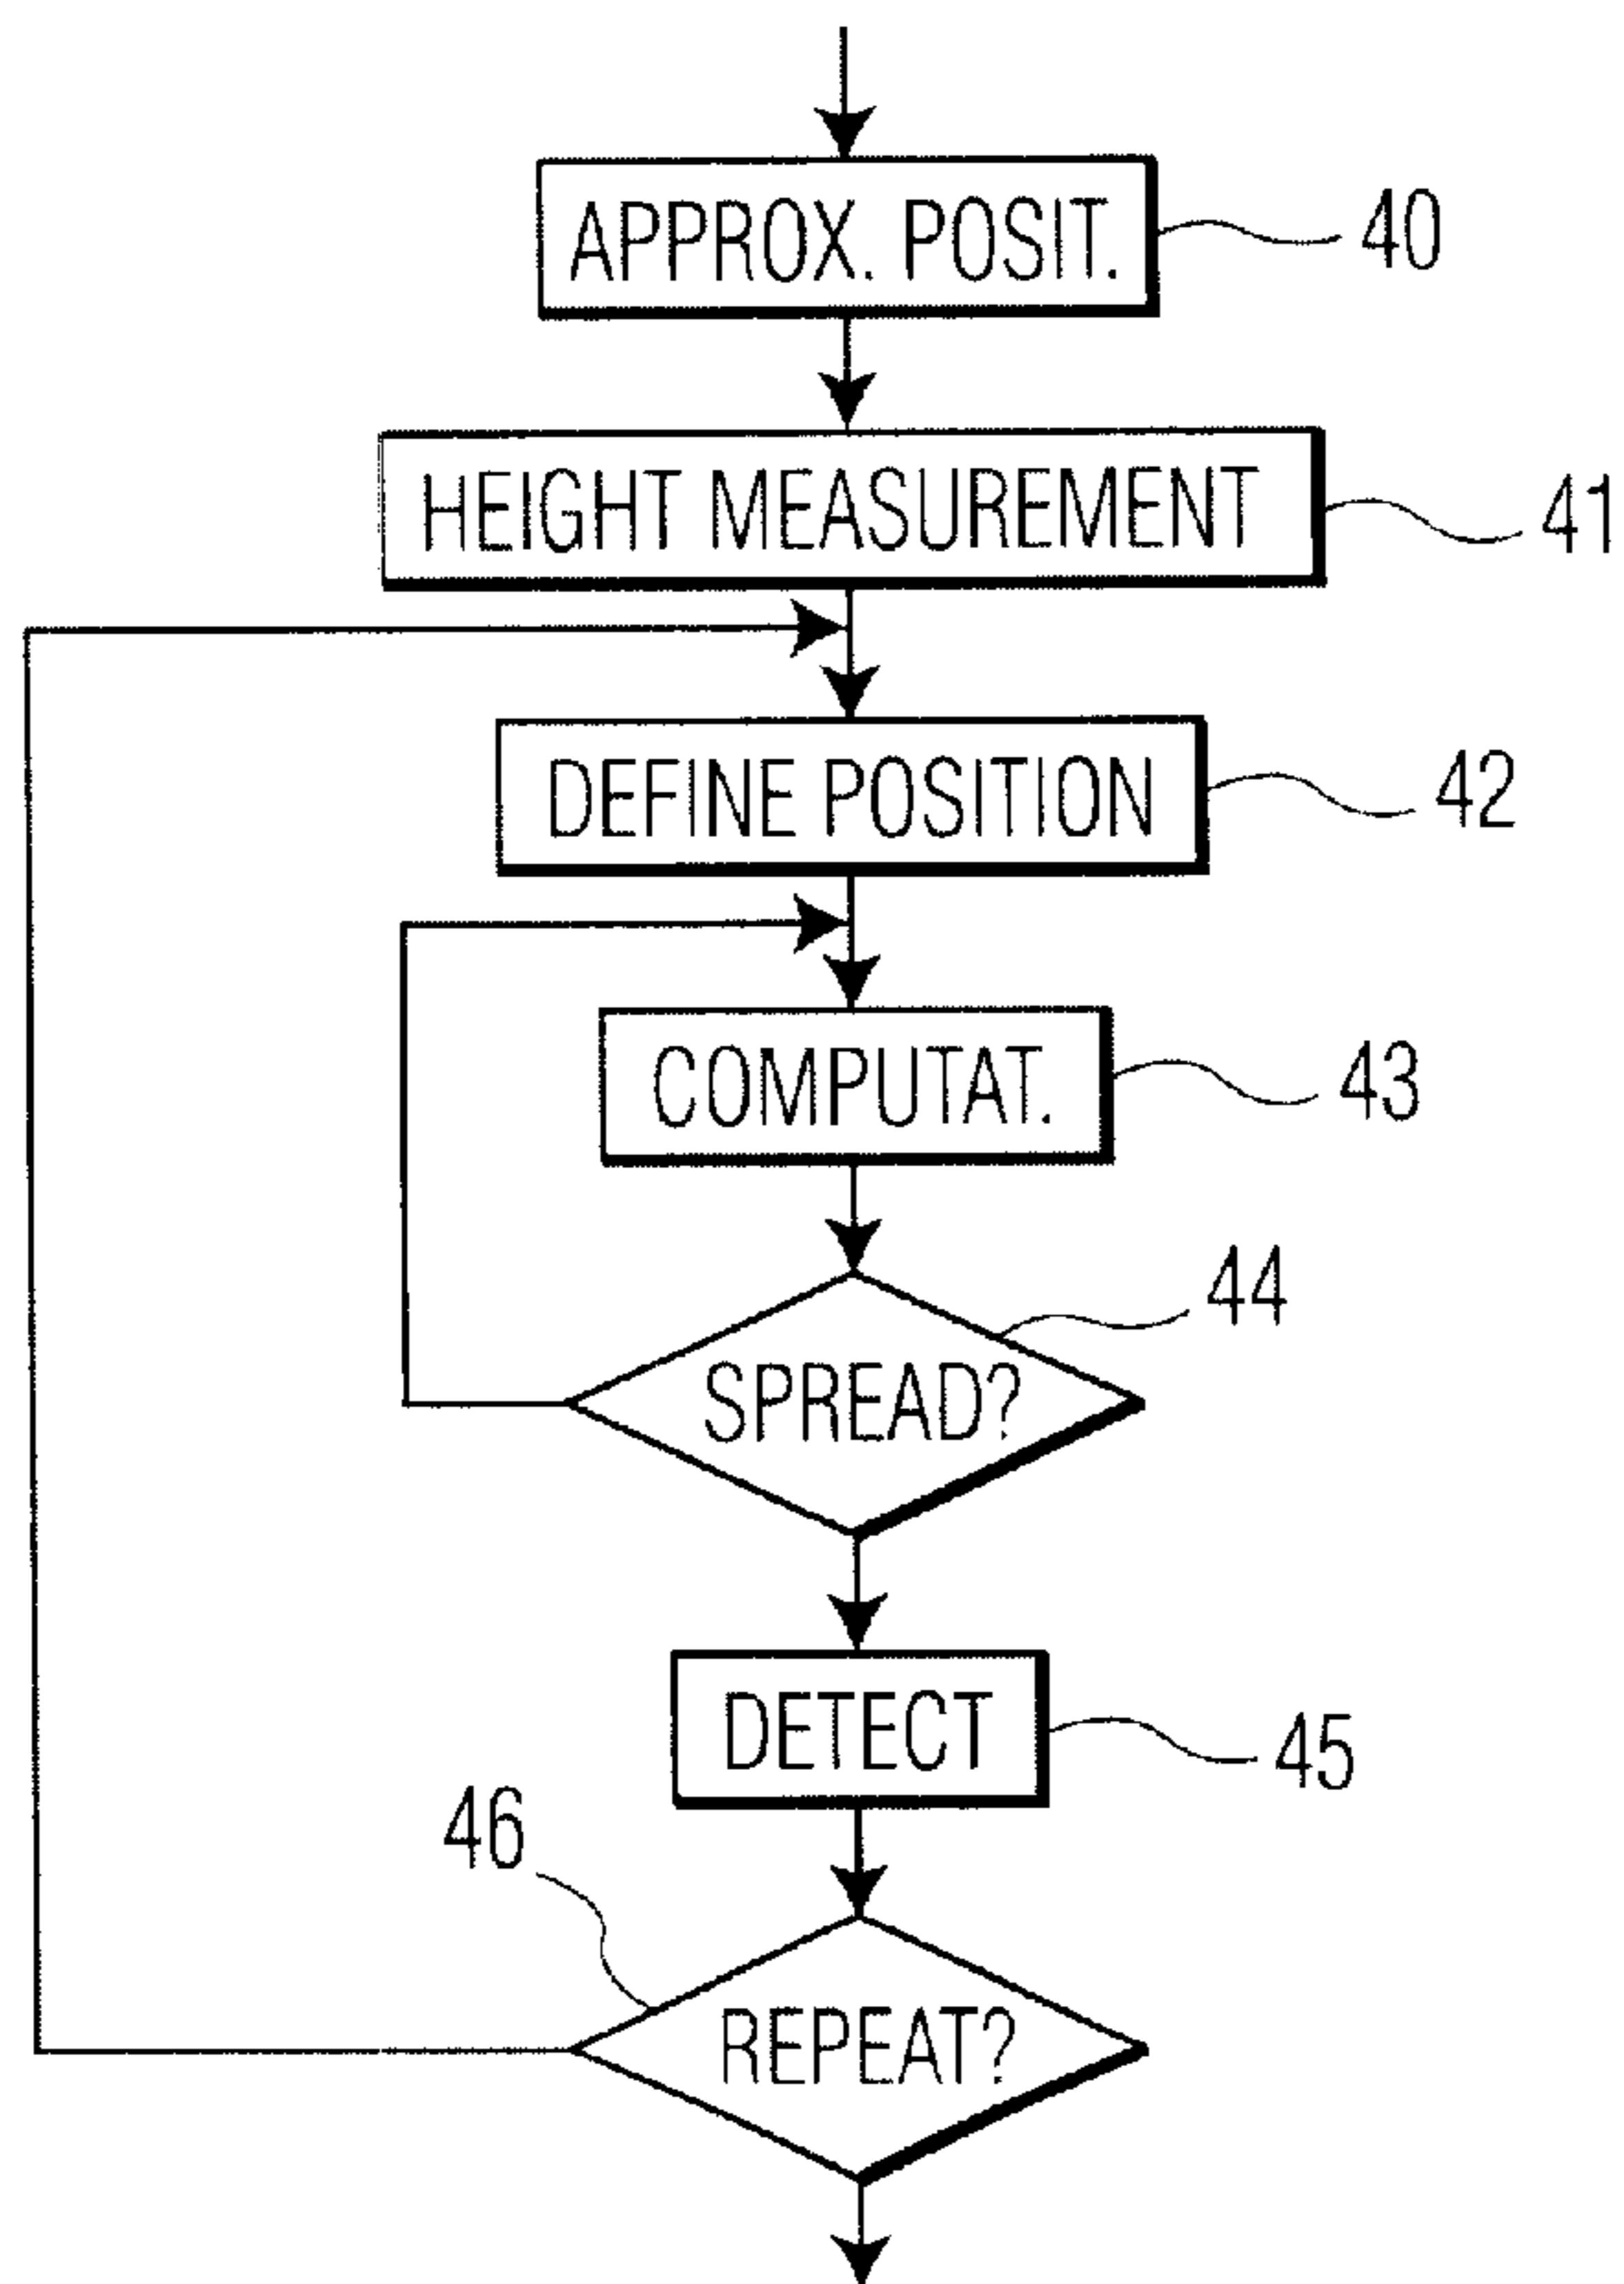 APPROX. POSIT.
40
HEIGHT MEASUREMENT
41
DEFINE POSITION
42
COMPUTAT.
43
44
SPREAD?
DETECT
45
46
REPEAT?